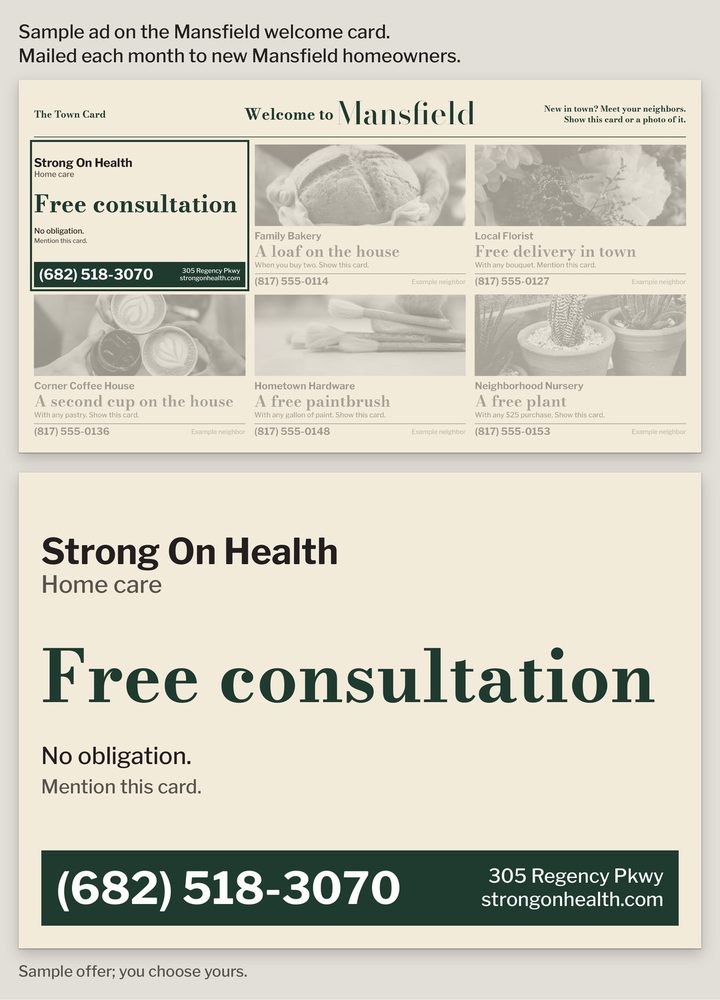 Sample ad on the Mansfield welcome card.
Mailed each month to new Mansfield homeowners.
The Town Card
Welcome to Mansfield
New in town? Meet your neighbors.
Show this card or a photo of it.
Strong On Health
Home care
Free consultation
No obligation.
Mention this card.
(682) 518-3070
305 Regency Pkwy
strongonhealth.com
Family Bakery
A loaf on the house
When you buy two. Show this card.
(817) 555-0114
Example neighbor
Local Florist
Free delivery in town
With any bouquet. Mention this card.
(817) 555-0127
Example neighbor
Corner Coffee House
A second cup on the house
With any pastry. Show this card.
(817) 555-0136
Example neighbor
Hometown Hardware
A free paintbrush
With any gallon of paint. Show this card.
(817) 555-0148
Example neighbor
Neighborhood Nursery
A free plant
With any $25 purchase. Show this card.
(817) 555-0153
Example neighbor
Strong On Health
Home care
Free consultation
No obligation.
Mention this card.
(682) 518-3070
305 Regency Pkwy
strongonhealth.com
Sample offer; you choose yours.